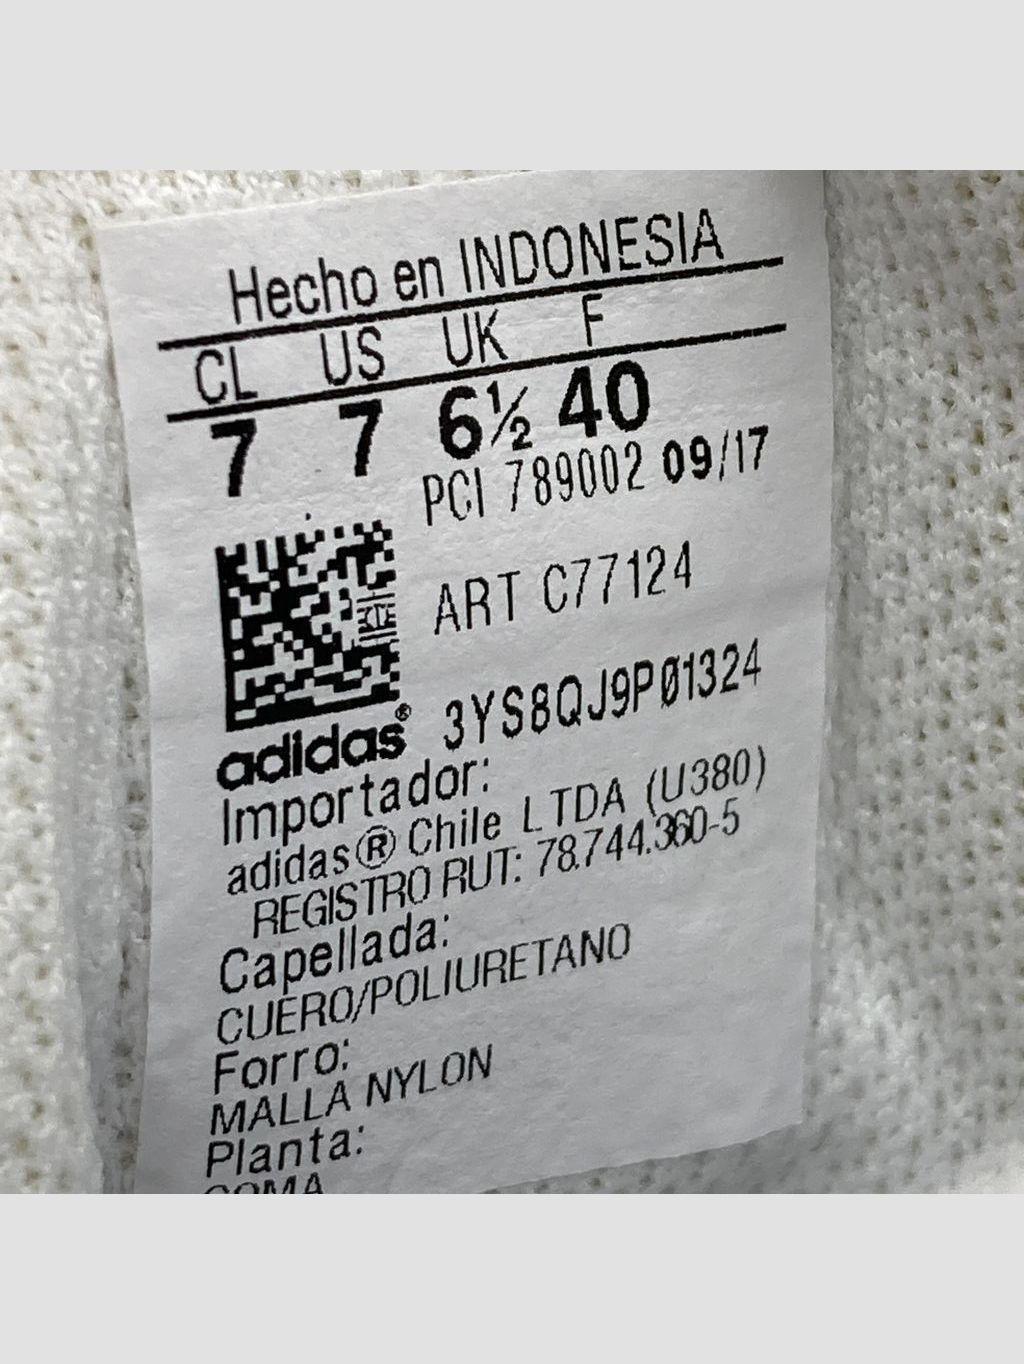 Hecho en INDONESIA
CL US UK F
7 7 6½ 40
PCI 789002 09/17
ART C77124
adidas® 3YS8QJ9P01324
Importador:
adidas® Chile LTDA (U380)
REGISTRO RUT: 78.744.360-5
Capellada:
CUERO/POLIURETANO
Forro:
MALLA NYLON
Planta:
GOMA